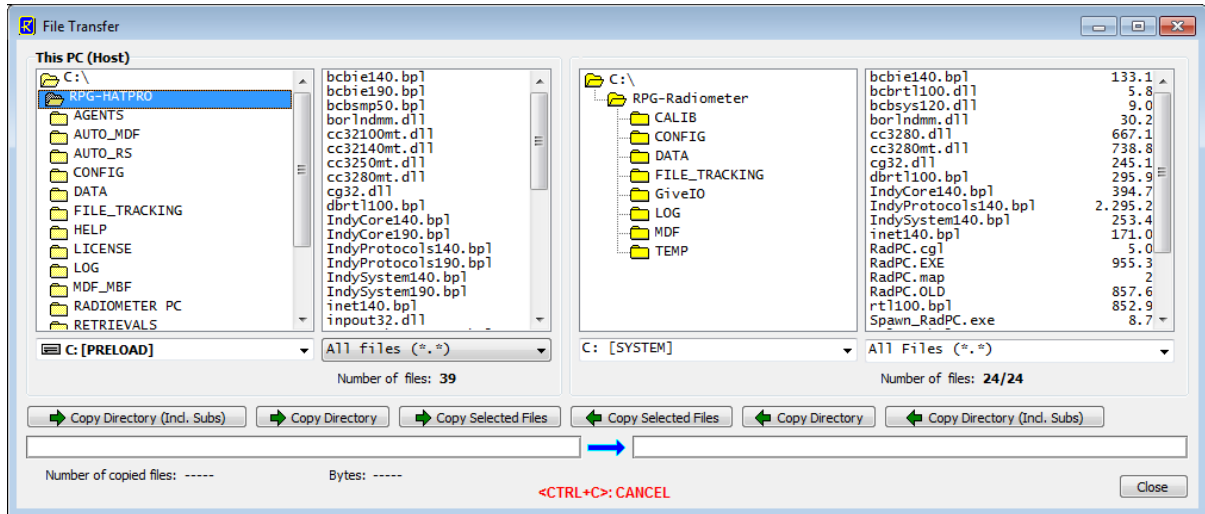 File Transfer
This PC (Host)
C:\
RPG-HATPRO
AGENTS
AUTO_MDF
AUTO_RS
CONFIG
DATA
FILE_TRACKING
HELP
LICENSE
LOG
MDF_MBF
RADIOMETER PC
RETRIEVALS
bcbie140.bpl
bcbie190.bpl
bcbsmp50.bpl
borlndmm.dll
cc32100mt.dll
cc32140mt.dll
cc3250mt.dll
cc3280mt.dll
cg32.dll
dbrtl100.bpl
IndyCore140.bpl
IndyCore190.bpl
IndyProtocols140.bpl
IndyProtocols190.bpl
IndySystem140.bpl
IndySystem190.bpl
inet140.bpl
inpout32.dll
C: [PRELOAD]
All files (*.*)
Number of files: 39
C:\
RPG-Radiometer
CALIB
CONFIG
DATA
FILE_TRACKING
GiveIO
LOG
MDF
TEMP
bcbie140.bpl 133.1
bcbrtl100.dll 5.8
bcbsys120.dll 9.0
borlndmm.dll 30.2
cc3280.dll 667.1
cc3280mt.dll 738.8
cg32.dll 245.1
dbrtl100.bpl 295.9
IndyCore140.bpl 394.7
IndyProtocols140.bpl 2.295.2
IndySystem140.bpl 253.4
inet140.bpl 171.0
RadPC.cgl 5.0
RadPC.EXE 955.3
RadPC.map 2
RadPC.OLD 857.6
rtl100.bpl 852.9
Spawn_RadPC.exe 8.7
C: [SYSTEM]
All Files (*.*)
Number of files: 24/24
Copy Directory (Incl. Subs)
Copy Directory
Copy Selected Files
Copy Selected Files
Copy Directory
Copy Directory (Incl. Subs)
Number of copied files: -----
Bytes: -----
<CTRL+C>: CANCEL
Close